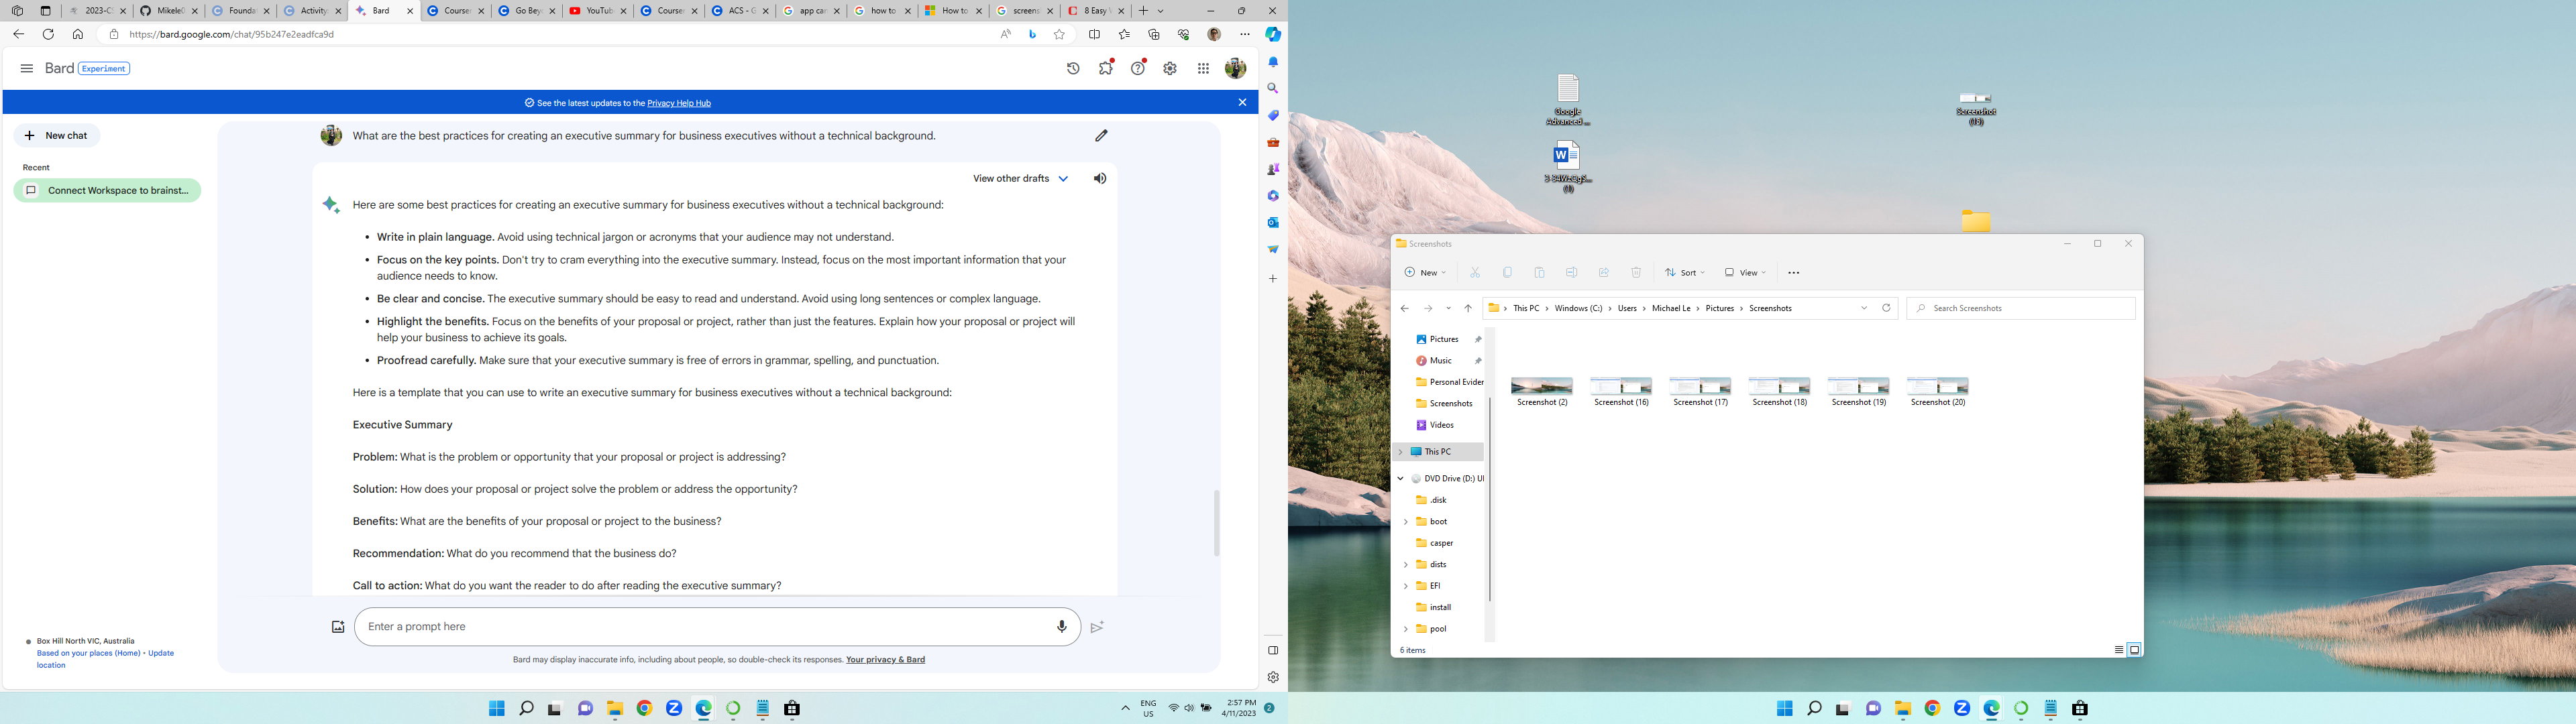 2023-CS
Mikele0
Foundat
Activity:
Bard
Course:
Go Beyo
YouTub
Course:
ACS - G
app can
how to
How to
screensh
8 Easy W
https://bard.google.com/chat/95b247e2eadfca9d
Bard Experiment
See the latest updates to the Privacy Help Hub
New chat
Recent
Connect Workspace to brainst...
What are the best practices for creating an executive summary for business executives without a technical background.
View other drafts
Here are some best practices for creating an executive summary for business executives without a technical background:
• Write in plain language. Avoid using technical jargon or acronyms that your audience may not understand.
• Focus on the key points. Don't try to cram everything into the executive summary. Instead, focus on the most important information that your
audience needs to know.
• Be clear and concise. The executive summary should be easy to read and understand. Avoid using long sentences or complex language.
• Highlight the benefits. Focus on the benefits of your proposal or project, rather than just the features. Explain how your proposal or project will
help your business to achieve its goals.
• Proofread carefully. Make sure that your executive summary is free of errors in grammar, spelling, and punctuation.
Here is a template that you can use to write an executive summary for business executives without a technical background:
Executive Summary
Problem: What is the problem or opportunity that your proposal or project is addressing?
Solution: How does your proposal or project solve the problem or address the opportunity?
Benefits: What are the benefits of your proposal or project to the business?
Recommendation: What do you recommend that the business do?
Call to action: What do you want the reader to do after reading the executive summary?
Enter a prompt here
Bard may display inaccurate info, including about people, so double-check its responses. Your privacy & Bard
Box Hill North VIC, Australia
Based on your places (Home) • Update
location
ENG
US
2:57 PM
4/11/2023
2
Google
Advanced ...
(1)
Screenshot
(18)
Screenshots
New
Sort
View
This PC
Windows (C:)
Users
Michael Le
Pictures
Screenshots
Search Screenshots
Pictures
Music
Personal Eviden
Screenshots
Videos
This PC
DVD Drive (D:) U
.disk
boot
casper
dists
EFI
install
pool
Screenshot (2)
Screenshot (16)
Screenshot (17)
Screenshot (18)
Screenshot (19)
Screenshot (20)
6 items